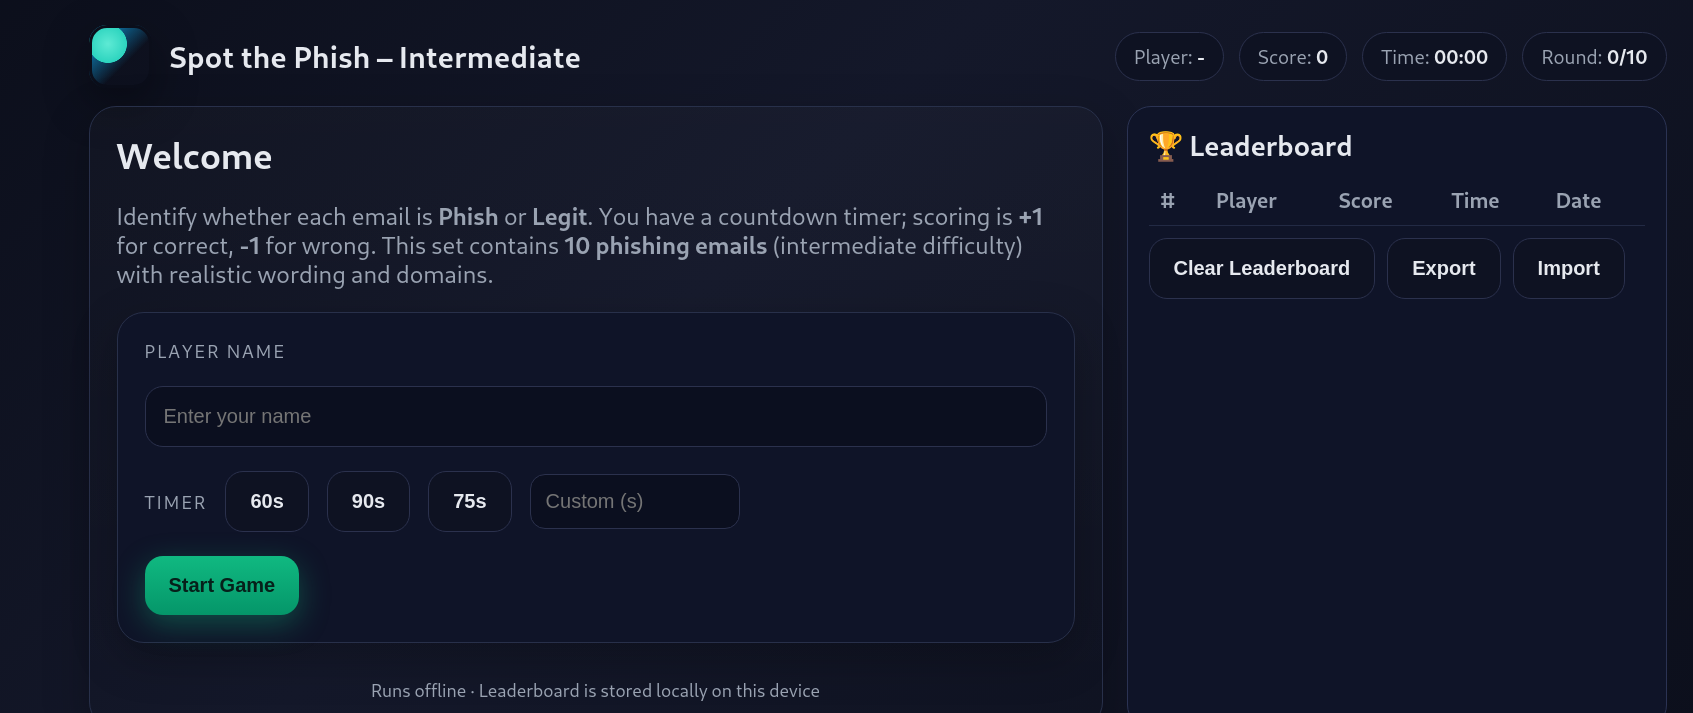 Spot the Phish – Intermediate
Player: -
Score: 0
Time: 00:00
Round: 0/10
Welcome
Identify whether each email is Phish or Legit. You have a countdown timer; scoring is +1
for correct, -1 for wrong. This set contains 10 phishing emails (intermediate difficulty)
with realistic wording and domains.
PLAYER NAME
Enter your name
TIMER
60s
90s
75s
Custom (s)
Start Game
Runs offline · Leaderboard is stored locally on this device
🏆 Leaderboard
# Player Score Time Date
Clear Leaderboard
Export
Import